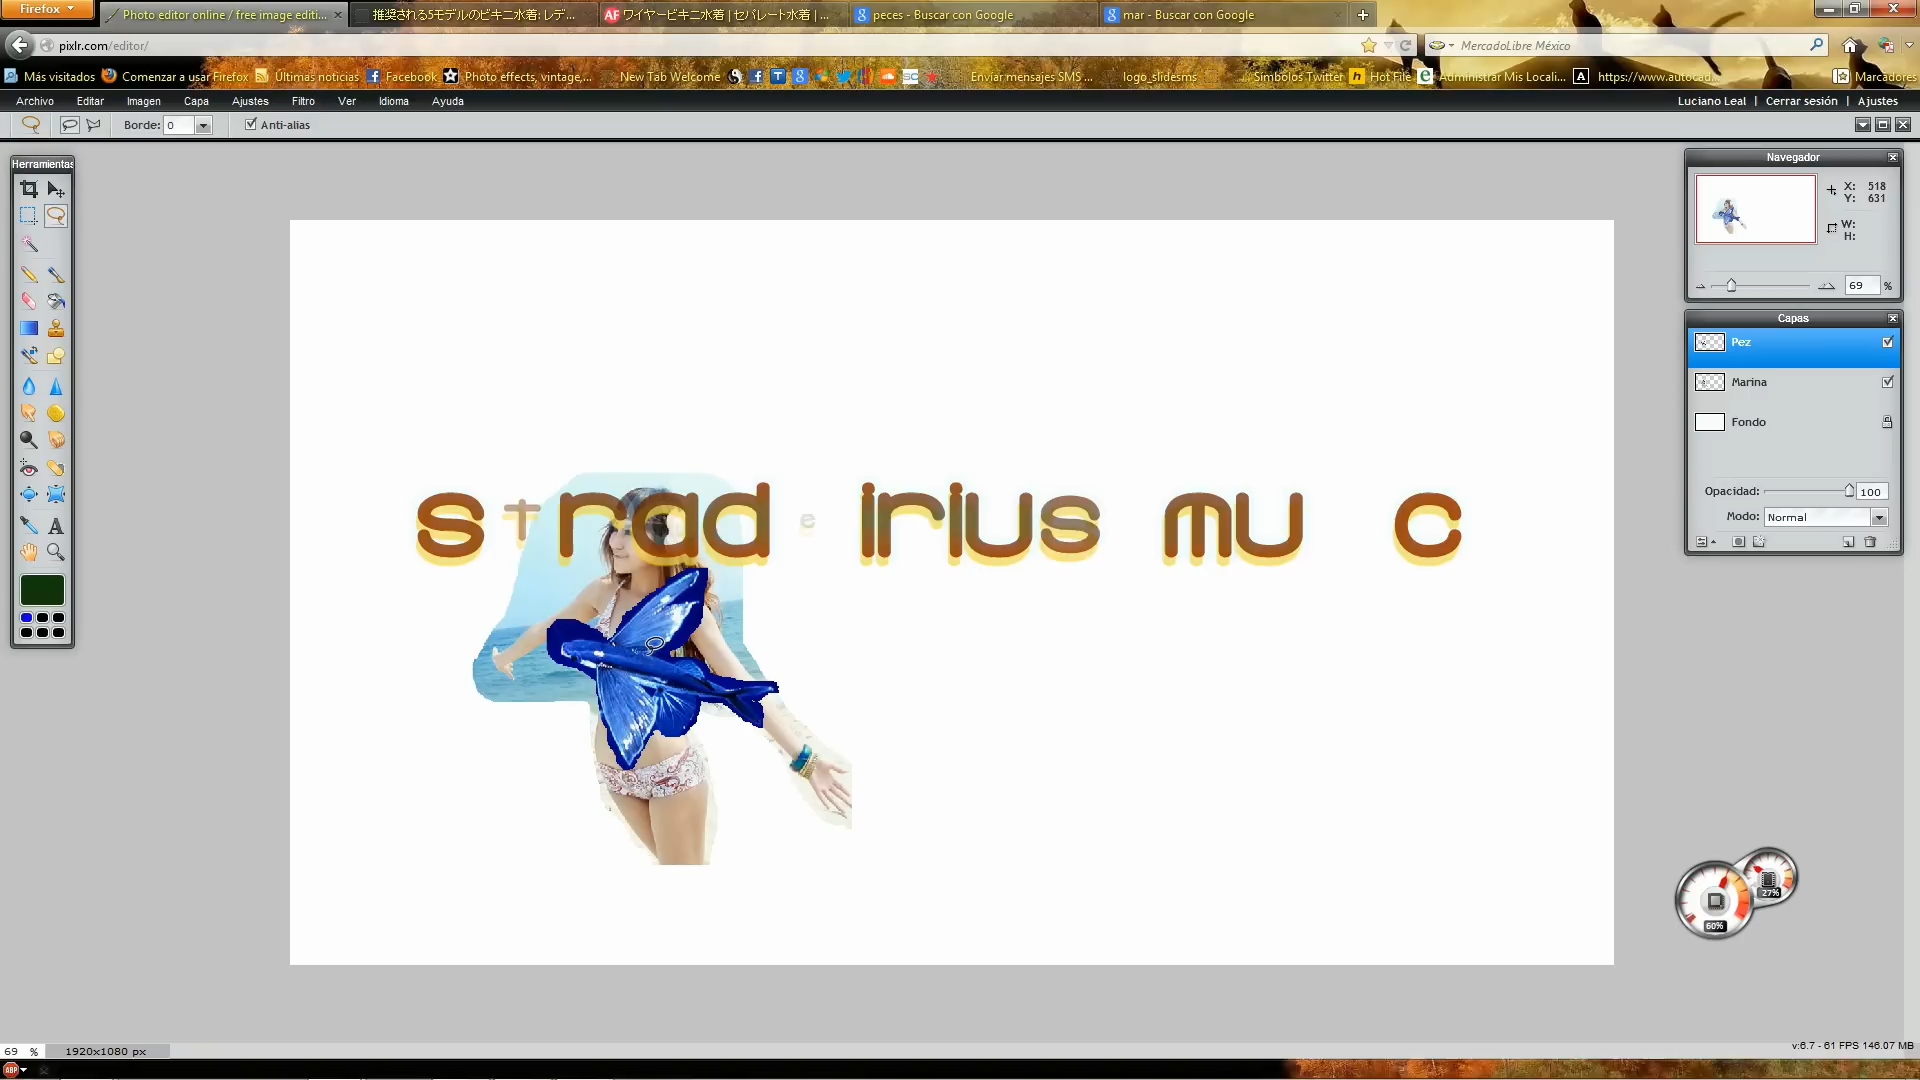 Firefox
Photo editor online / free image editi...
推奨される5モデルのビキニ水着: レデ...
AF ワイヤービキニ水着 | セパレート水着 | ...
peces - Buscar con Google
mar - Buscar con Google
pixlr.com/editor/
MercadoLibre México
Más visitados
Comenzar a usar Firefox
Últimas noticias
Facebook
Photo effects, vintage,...
New Tab Welcome
Enviar mensajes SMS ...
logo_slidesms
Simbolos Twitter
Hot File
Administrar Mis Locali...
https://www.autocad...
Marcadores
Archivo Editar Imagen Capa Ajustes Filtro Ver Idioma Ayuda
Luciano Leal | Cerrar sesión | Ajustes
Borde: 0
Anti-alias
Herramientas
Navegador
X: 518
Y: 631
W:
H:
69 %
Capas
Pez
Marina
Fondo
Opacidad: 100
Modo: Normal
strad e irius mu c
27%
60%
69 %
1920x1080 px
v:6.7 - 61 FPS 146.07 MB
ABP